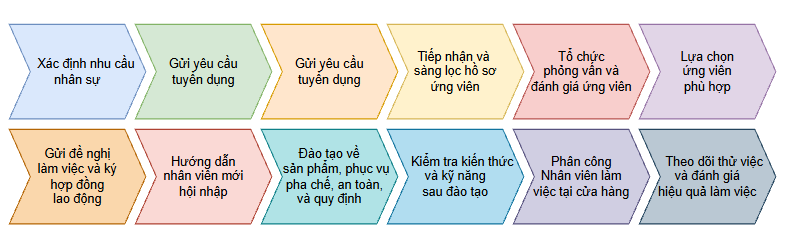 Xác định nhu cầu
nhân sự
Gửi yêu cầu
tuyển dụng
Gửi yêu cầu
tuyển dụng
Tiếp nhận và
sàng lọc hồ sơ
ứng viên
Tổ chức
phỏng vấn và
đánh giá ứng viên
Lựa chọn
ứng viên
phù hợp
Gửi đề nghị
làm việc và ký
hợp đồng
lao động
Hướng dẫn
nhân viên mới
hội nhập
Đào tạo về
sản phẩm, phục vụ
pha chế, an toàn,
và quy định
Kiểm tra kiến thức
và kỹ năng
sau đào tạo
Phân công
Nhân viên làm
việc tại cửa hàng
Theo dõi thử việc
và đánh giá
hiệu quả làm việc